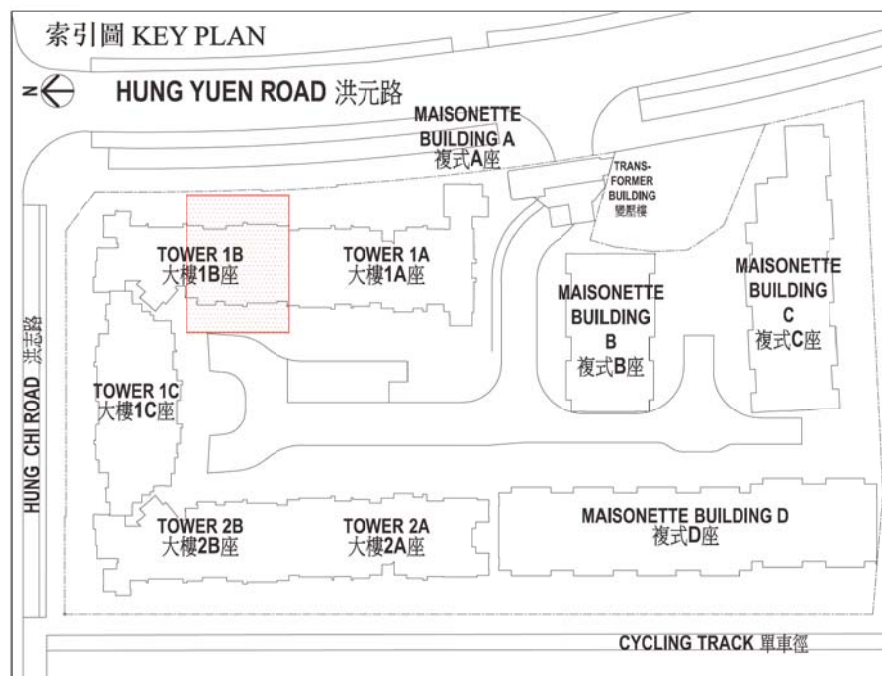 索引圖 KEY PLAN
N
HUNG YUEN ROAD 洪元路
MAISONETTE
BUILDING A
複式A座
TRANS-
FORMER
BUILDING
變壓樓
TOWER 1B
大樓1B座
TOWER 1A
大樓1A座
MAISONETTE
BUILDING
B
複式B座
MAISONETTE
BUILDING
C
複式C座
HUNG CHI ROAD 洪志路
TOWER 1C
大樓1C座
TOWER 2B
大樓2B座
TOWER 2A
大樓2A座
MAISONETTE BUILDING D
複式D座
CYCLING TRACK 單車徑